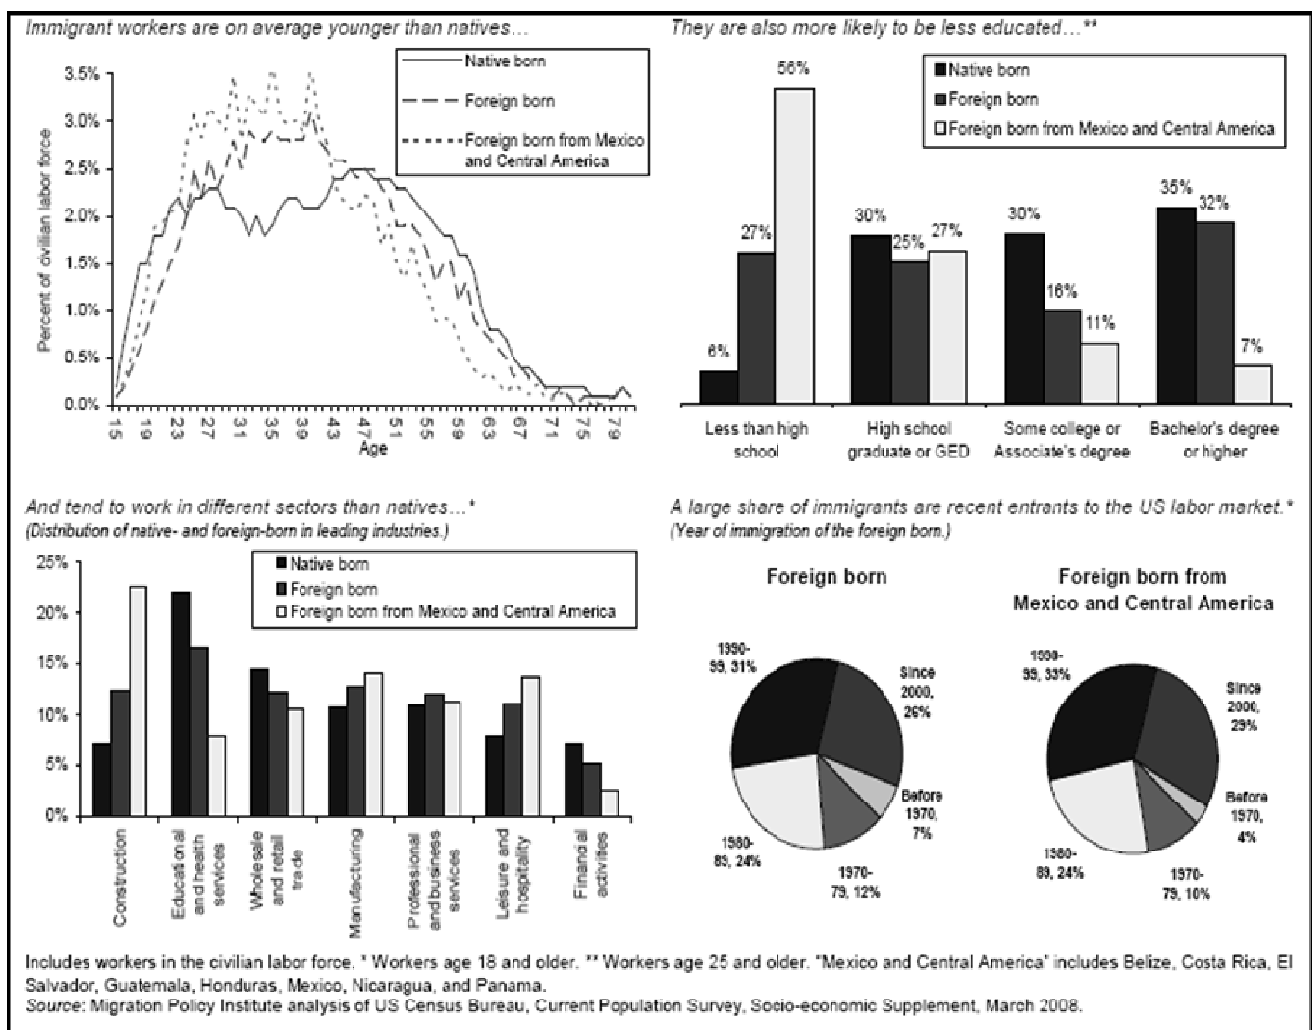 Immigrant workers are on average younger than natives…
Native born
Foreign born
Foreign born from Mexico
and Central America
3.5%
3.0%
2.5%
2.0%
1.5%
1.0%
0.5%
0.0%
Percent of civilian labor force
15
19
23
27
31
35
39
43
47
51
55
59
63
67
71
75
79
Age
They are also more likely to be less educated…**
Native born
Foreign born
Foreign born from Mexico and Central America
6%
27%
56%
30%
25%
27%
30%
16%
11%
35%
32%
7%
Less than high
school
High school
graduate or GED
Some college or
Associate's degree
Bachelor's degree
or higher
And tend to work in different sectors than natives…*
(Distribution of native- and foreign-born in leading industries.)
Native born
Foreign born
Foreign born from Mexico and Central America
25%
20%
15%
10%
5%
0%
Construction
Educational
and health
services
Wholesale
and retail
trade
Manufacturing
Professional
and business
services
Leisure and
hospitality
Financial
activities
A large share of immigrants are recent entrants to the US labor market.*
(Year of immigration of the foreign born.)
Foreign born
1990-
99, 31%
Since
2000,
26%
Before
1970,
7%
1970-
79, 12%
1980-
89, 24%
Foreign born from
Mexico and Central America
1990-
99, 33%
Since
2000,
29%
Before
1970,
4%
1970-
79, 10%
1980-
89, 24%
Includes workers in the civilian labor force. * Workers age 18 and older. ** Workers age 25 and older. "Mexico and Central America' includes Belize, Costa Rica, El
Salvador, Guatemala, Honduras, Mexico, Nicaragua, and Panama.
Source: Migration Policy Institute analysis of US Census Bureau, Current Population Survey, Socio-economic Supplement, March 2008.